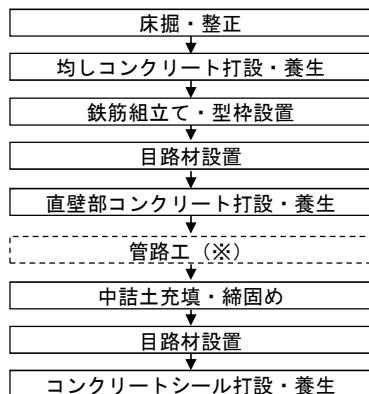 床掘・整正
均しコンクリート打設・養生
鉄筋組立て・型枠設置
目路材設置
直壁部コンクリート打設・養生
管路工（※）
中詰土充填・締固め
目路材設置
コンクリートシール打設・養生